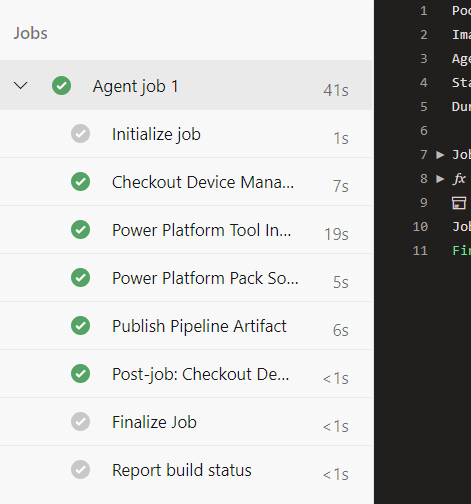 Jobs
Agent job 1 41s
Initialize job 1s
Checkout Device Mana... 7s
Power Platform Tool In... 19s
Power Platform Pack So... 5s
Publish Pipeline Artifact 6s
Post-job: Checkout De... <1s
Finalize Job <1s
Report build status <1s
1 Poo
2 Ima
3 Age
4 Sta
5 Dur
6
7 Job
8 fx
9
10 Job
11 Fin